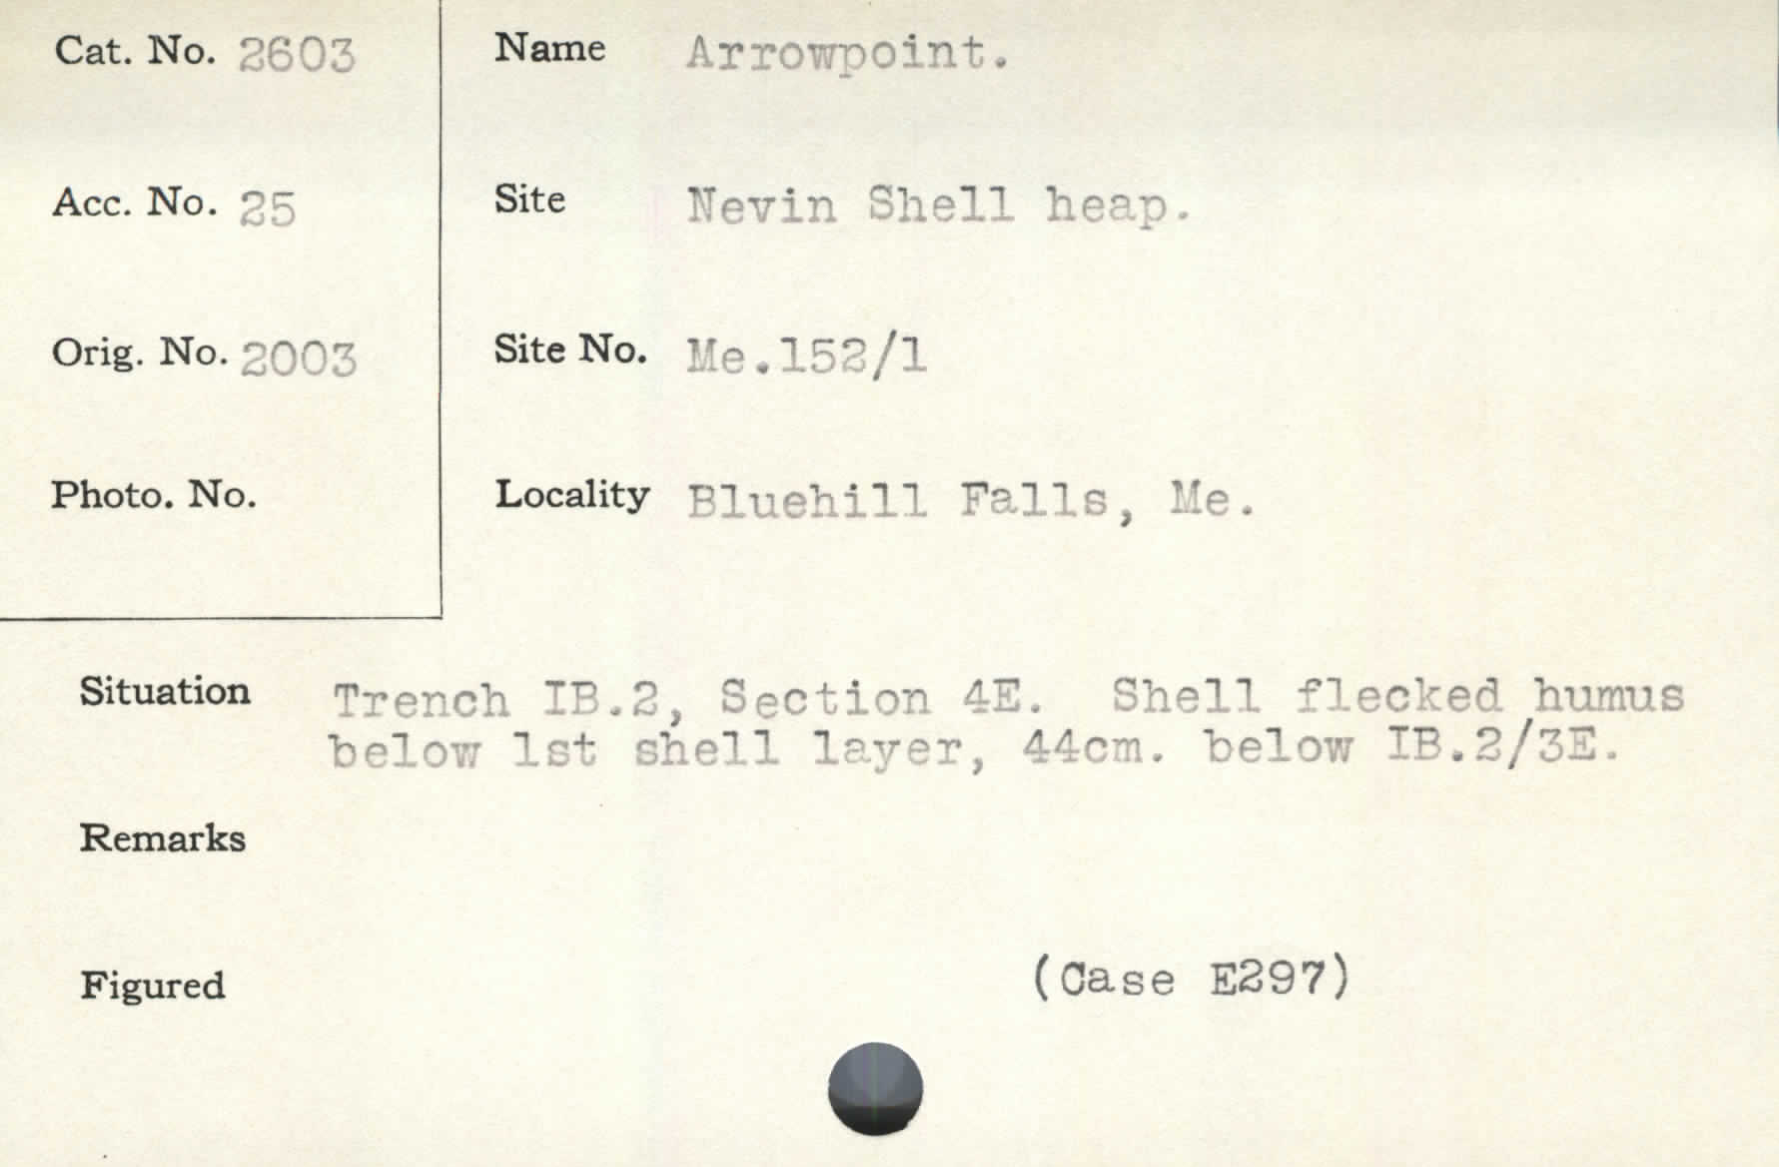 Cat. No. 2603
Name Arrowpoint.
Acc. No. 25
Site Nevin Shell heap.
Orig. No. 2003
Site No. Me.152/1
Photo. No.
Locality Bluehill Falls, Me.
Situation Trench IB.2, Section 4E. Shell flecked humus
below 1st shell layer, 44cm. below IB.2/3E.
Remarks
Figured (Case E297)